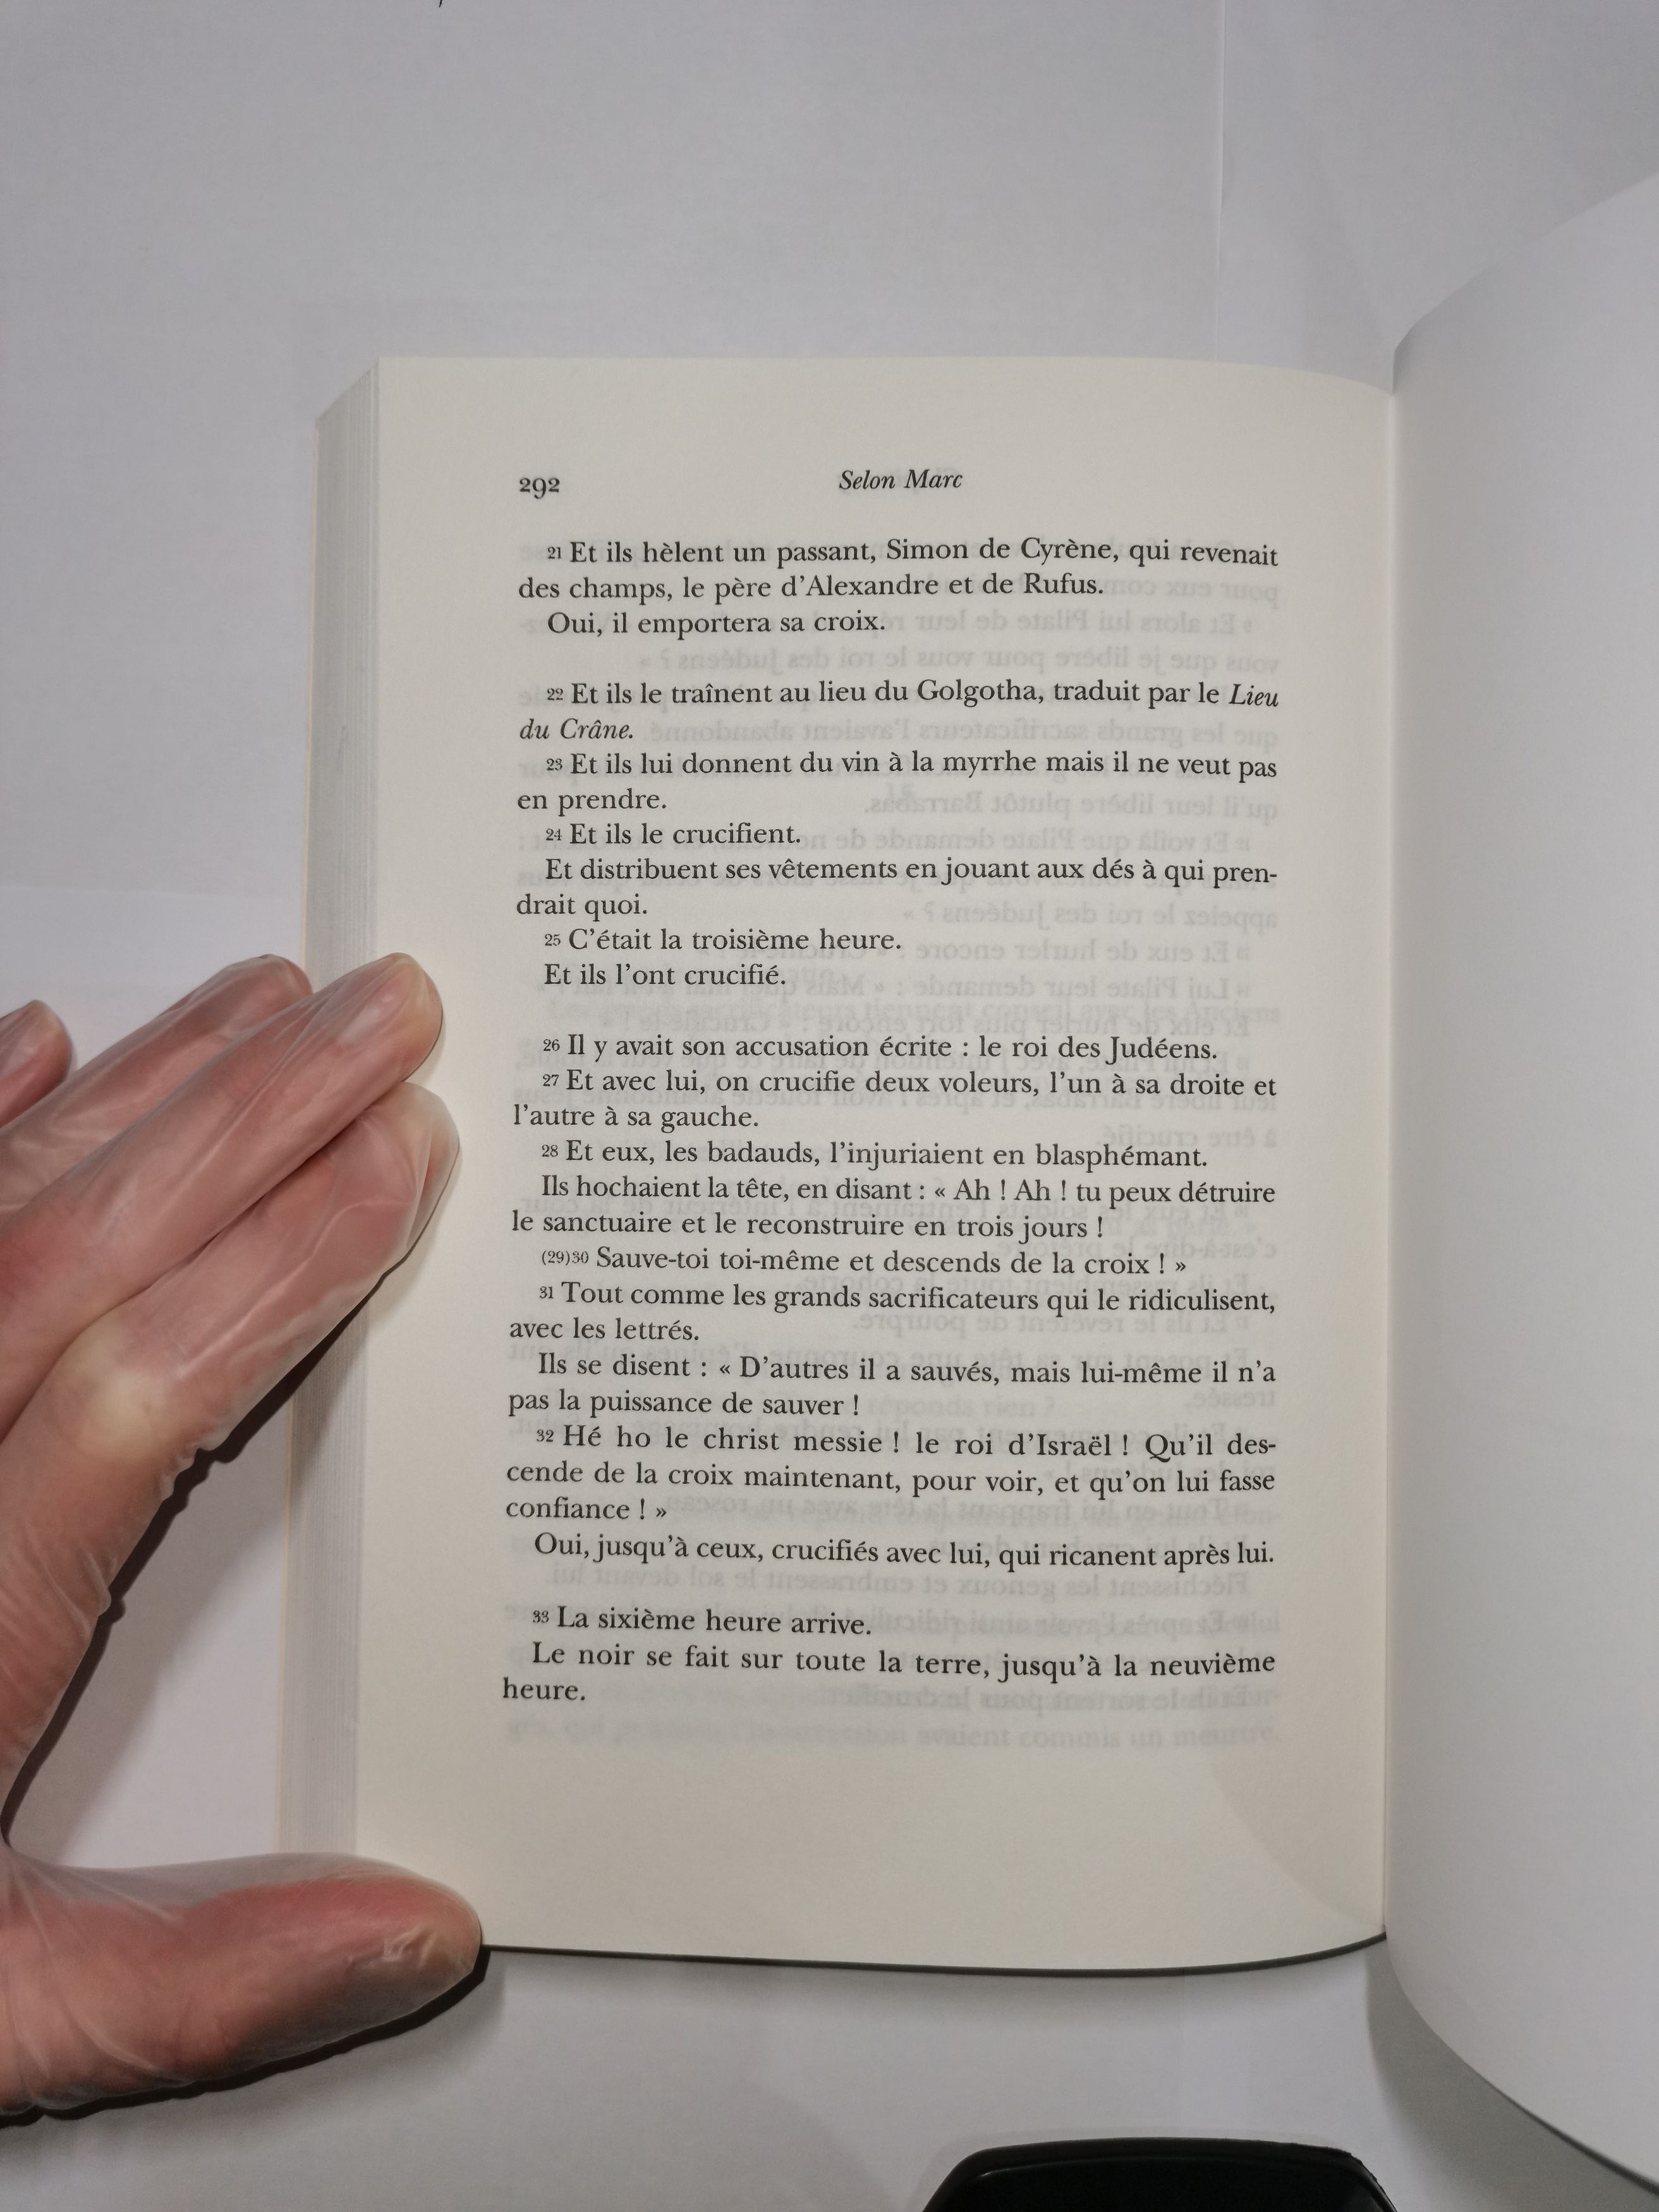 292
Selon Marc
21 Et ils hèlent un passant, Simon de Cyrène, qui revenait
des champs, le père d'Alexandre et de Rufus.
Oui, il emportera sa croix.
22 Et ils le traînent au lieu du Golgotha, traduit par le Lieu
du Crâne.
23 Et ils lui donnent du vin à la myrrhe mais il ne veut pas
en prendre.
24 Et ils le crucifient.
Et distribuent ses vêtements en jouant aux dés à qui pren-
drait quoi.
25 C'était la troisième heure.
Et ils l'ont crucifié.
26 Il y avait son accusation écrite : le roi des Judéens.
27 Et avec lui, on crucifie deux voleurs, l'un à sa droite et
l'autre à sa gauche.
28 Et eux, les badauds, l'injuriaient en blasphémant.
Ils hochaient la tête, en disant : « Ah ! Ah ! tu peux détruire
le sanctuaire et le reconstruire en trois jours !
(29)30 Sauve-toi toi-même et descends de la croix ! »
31 Tout comme les grands sacrificateurs qui le ridiculisent,
avec les lettrés.
Ils se disent : « D'autres il a sauvés, mais lui-même il n'a
pas la puissance de sauver !
32 Hé ho le christ messie ! le roi d'Israël ! Qu'il des-
cende de la croix maintenant, pour voir, et qu'on lui fasse
confiance ! »
Oui, jusqu'à ceux, crucifiés avec lui, qui ricanent après lui.
33 La sixième heure arrive.
Le noir se fait sur toute la terre, jusqu'à la neuvième
heure.